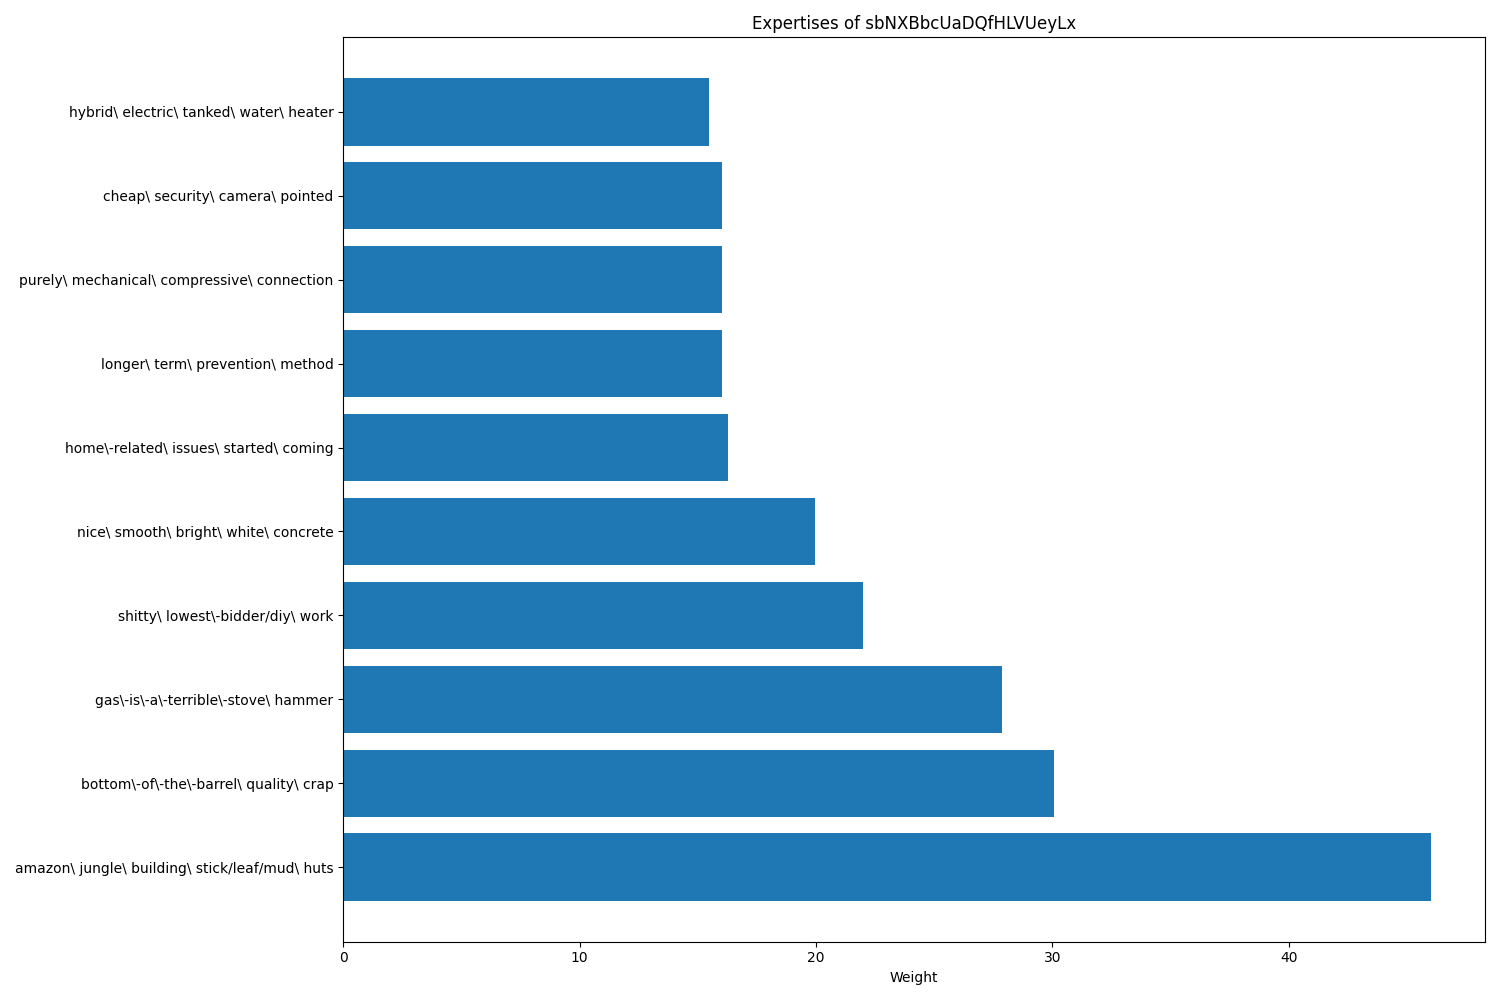 Expertises of sbNXBbcUaDQfHLVUeyLx
hybrid\ electric\ tanked\ water\ heater
cheap\ security\ camera\ pointed
purely\ mechanical\ compressive\ connection
longer\ term\ prevention\ method
home\-related\ issues\ started\ coming
nice\ smooth\ bright\ white\ concrete
shitty\ lowest\-bidder/diy\ work
gas\-is\-a\-terrible\-stove\ hammer
bottom\-of\-the\-barrel\ quality\ crap
amazon\ jungle\ building\ stick/leaf/mud\ huts
0 10 20 30 40
Weight